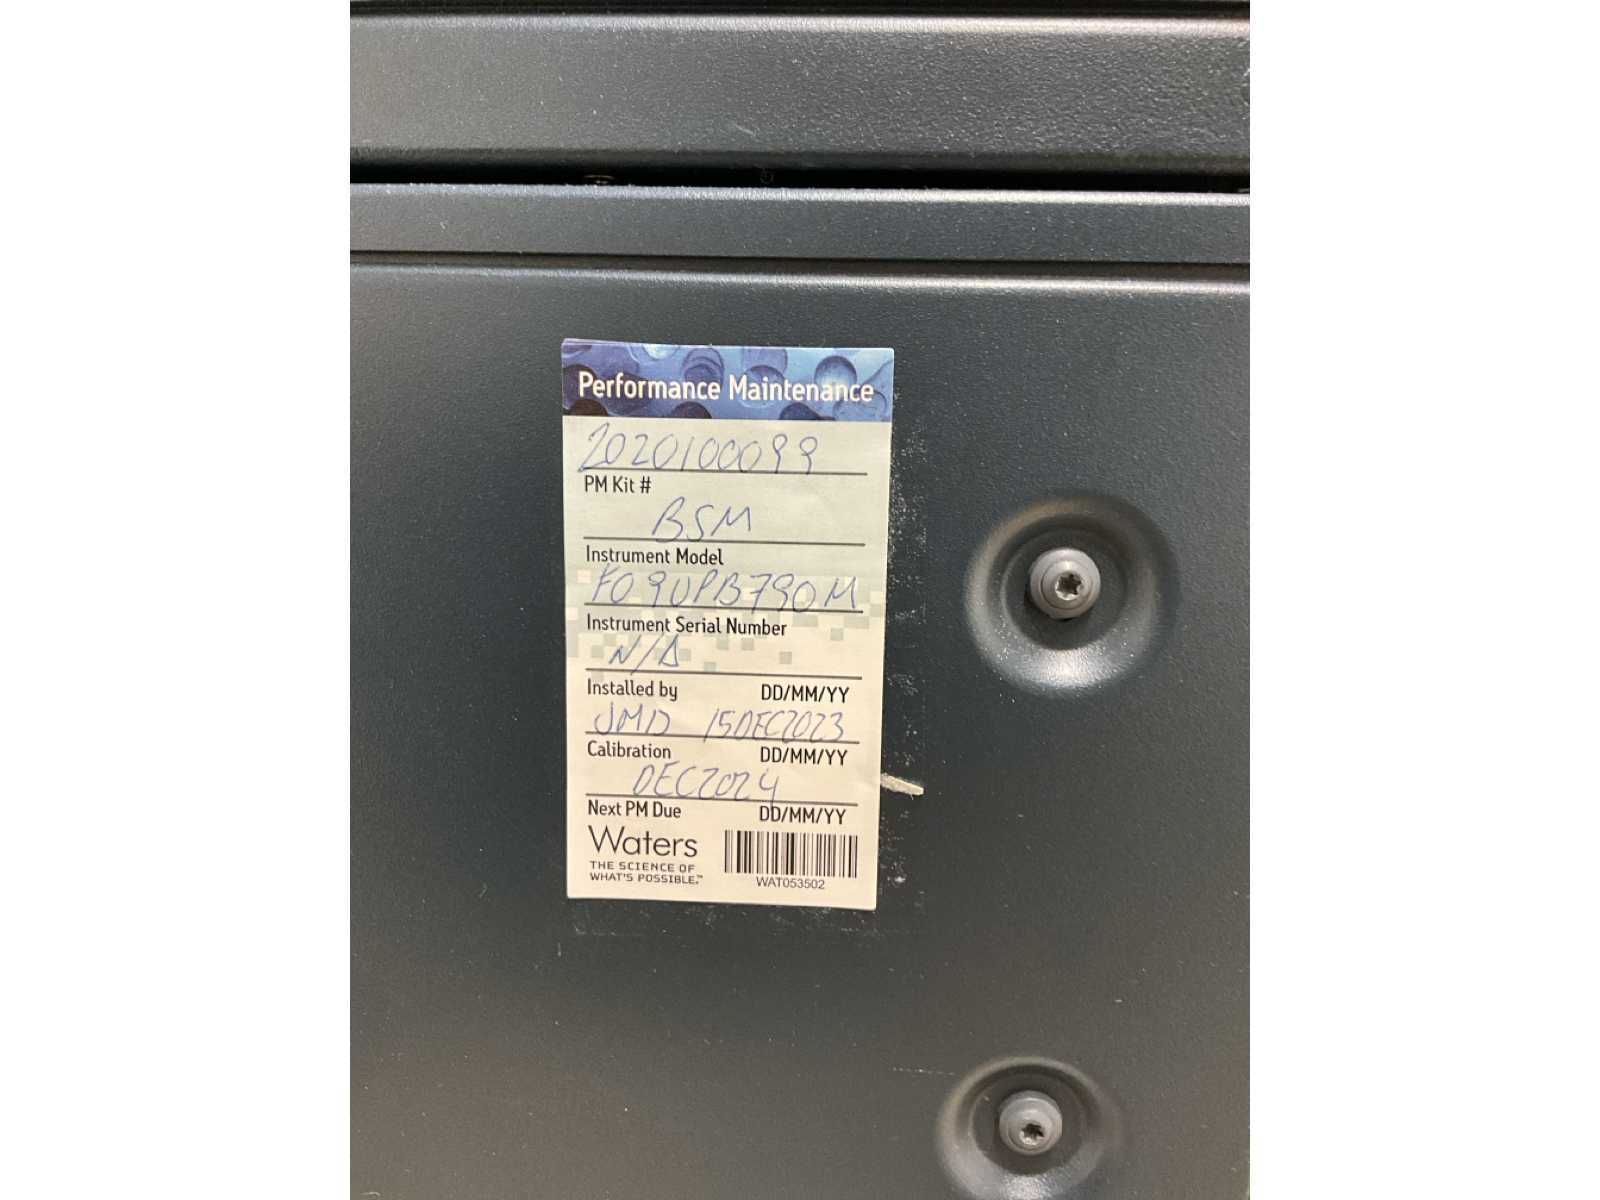 Performance Maintenance
2020100099
PM Kit #
BSM
Instrument Model
F09UPB790M
Instrument Serial Number
N/A
Installed by DD/MM/YY
JMD 15DEC2023
Calibration DD/MM/YY
DEC2024
Next PM Due DD/MM/YY
Waters
THE SCIENCE OF
WHAT'S POSSIBLE.™
WAT053502